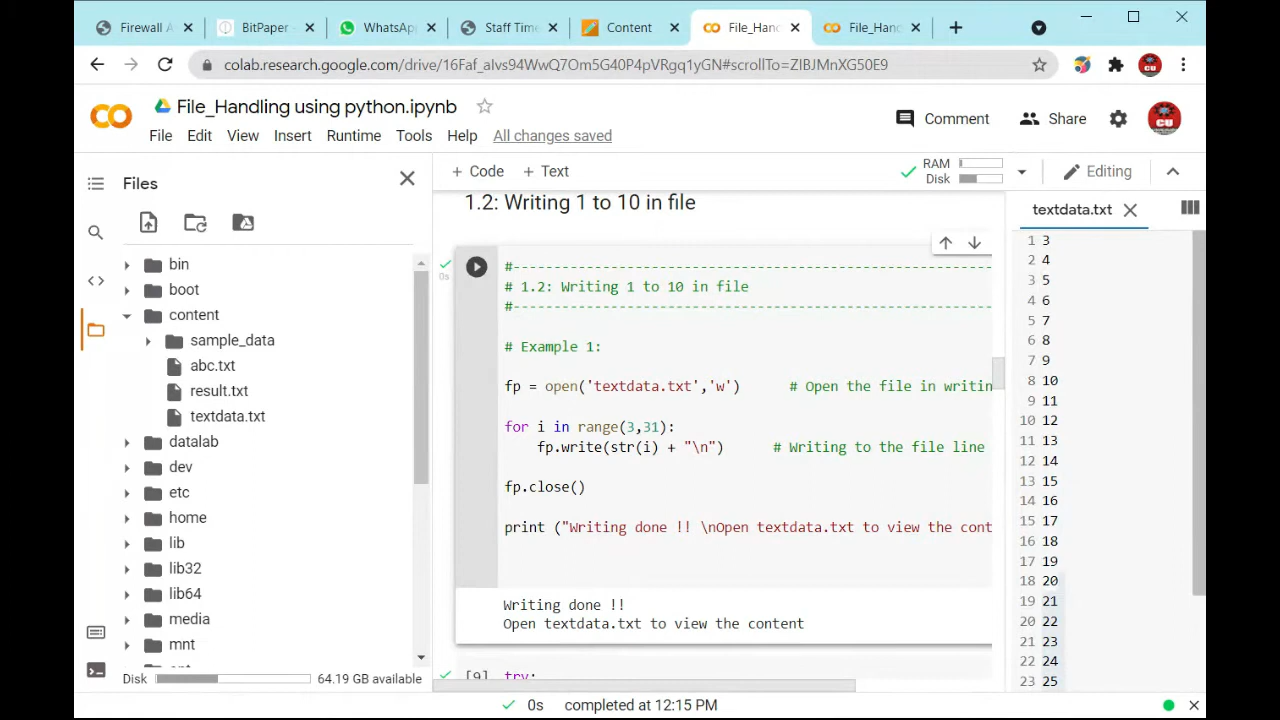 Firewall A
BitPaper -
WhatsApp
Staff Time
Content
File_Hand
File_Hand
colab.research.google.com/drive/16Faf_aIvs94WwQ7Om5G40P4pVRgq1yGN#scrollTo=ZIBJMnXG50E9
CO
File_Handling using python.ipynb
Comment
Share
File Edit View Insert Runtime Tools Help All changes saved
Files
+ Code + Text
RAM
Disk
Editing
bin
boot
content
sample_data
abc.txt
result.txt
textdata.txt
datalab
dev
etc
home
lib
lib32
lib64
media
mnt
Disk
64.19 GB available
1.2: Writing 1 to 10 in file
0s
#------------------------------------------------------------
# 1.2: Writing 1 to 10 in file
#------------------------------------------------------------
# Example 1:
fp = open('textdata.txt','w') # Open the file in writin
for i in range(3,31):
fp.write(str(i) + "\n") # Writing to the file line
fp.close()
print ("Writing done !! \nOpen textdata.txt to view the cont
Writing done !!
Open textdata.txt to view the content
[9] try:
textdata.txt
1 3
2 4
3 5
4 6
5 7
6 8
7 9
8 10
9 11
10 12
11 13
12 14
13 15
14 16
15 17
16 18
17 19
18 20
19 21
20 22
21 23
22 24
23 25
0s completed at 12:15 PM